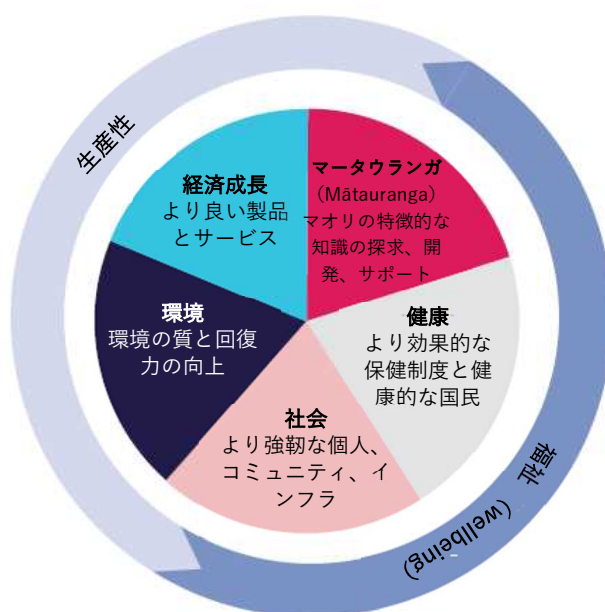 生産性
経済成長
より良い製品
とサービス
マータウランガ
(Mātauranga)
マオリの特徴的な
知識の探求、開
発、サポート
環境
環境の質と回復
力の向上
健康
より効果的な
保健制度と健
康的な国民
社会
より強靭な個人、
コミュニティ、イ
ンフラ
福祉 (wellbeing)